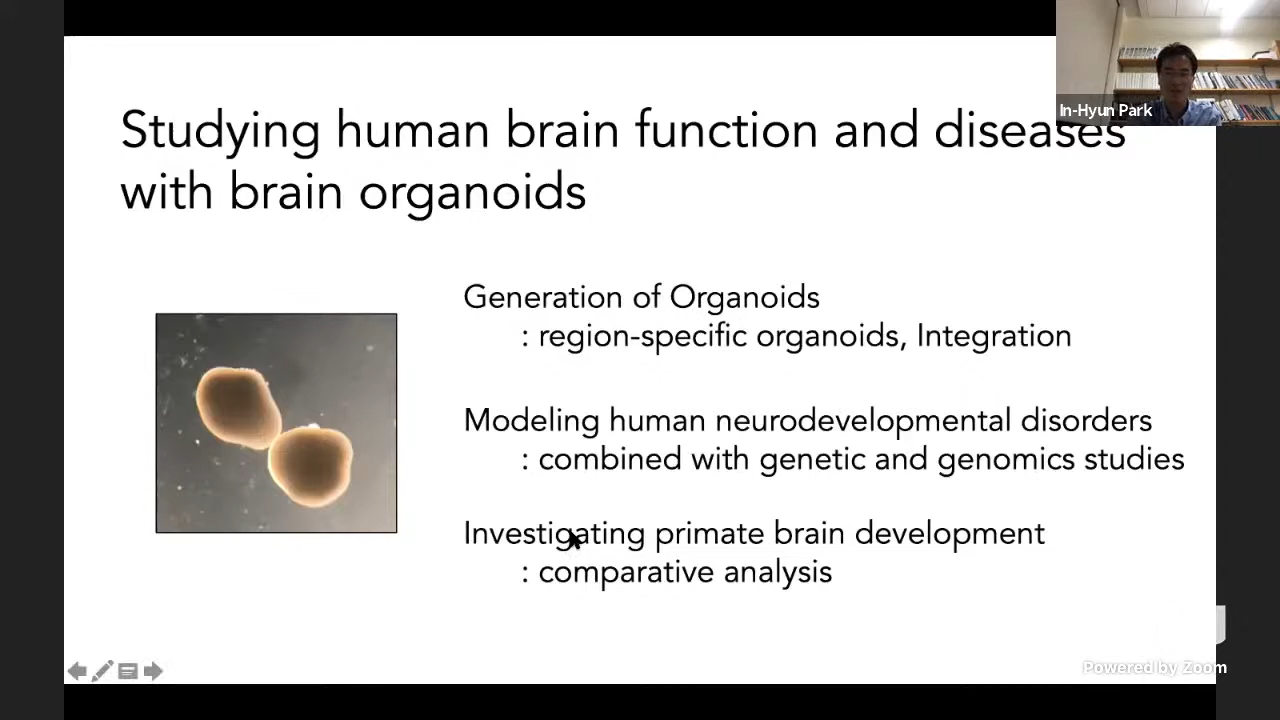 In-Hyun Park
Studying human brain function and diseases
with brain organoids
Generation of Organoids
: region-specific organoids, Integration
Modeling human neurodevelopmental disorders
: combined with genetic and genomics studies
Investigating primate brain development
: comparative analysis
Powered by Zoom